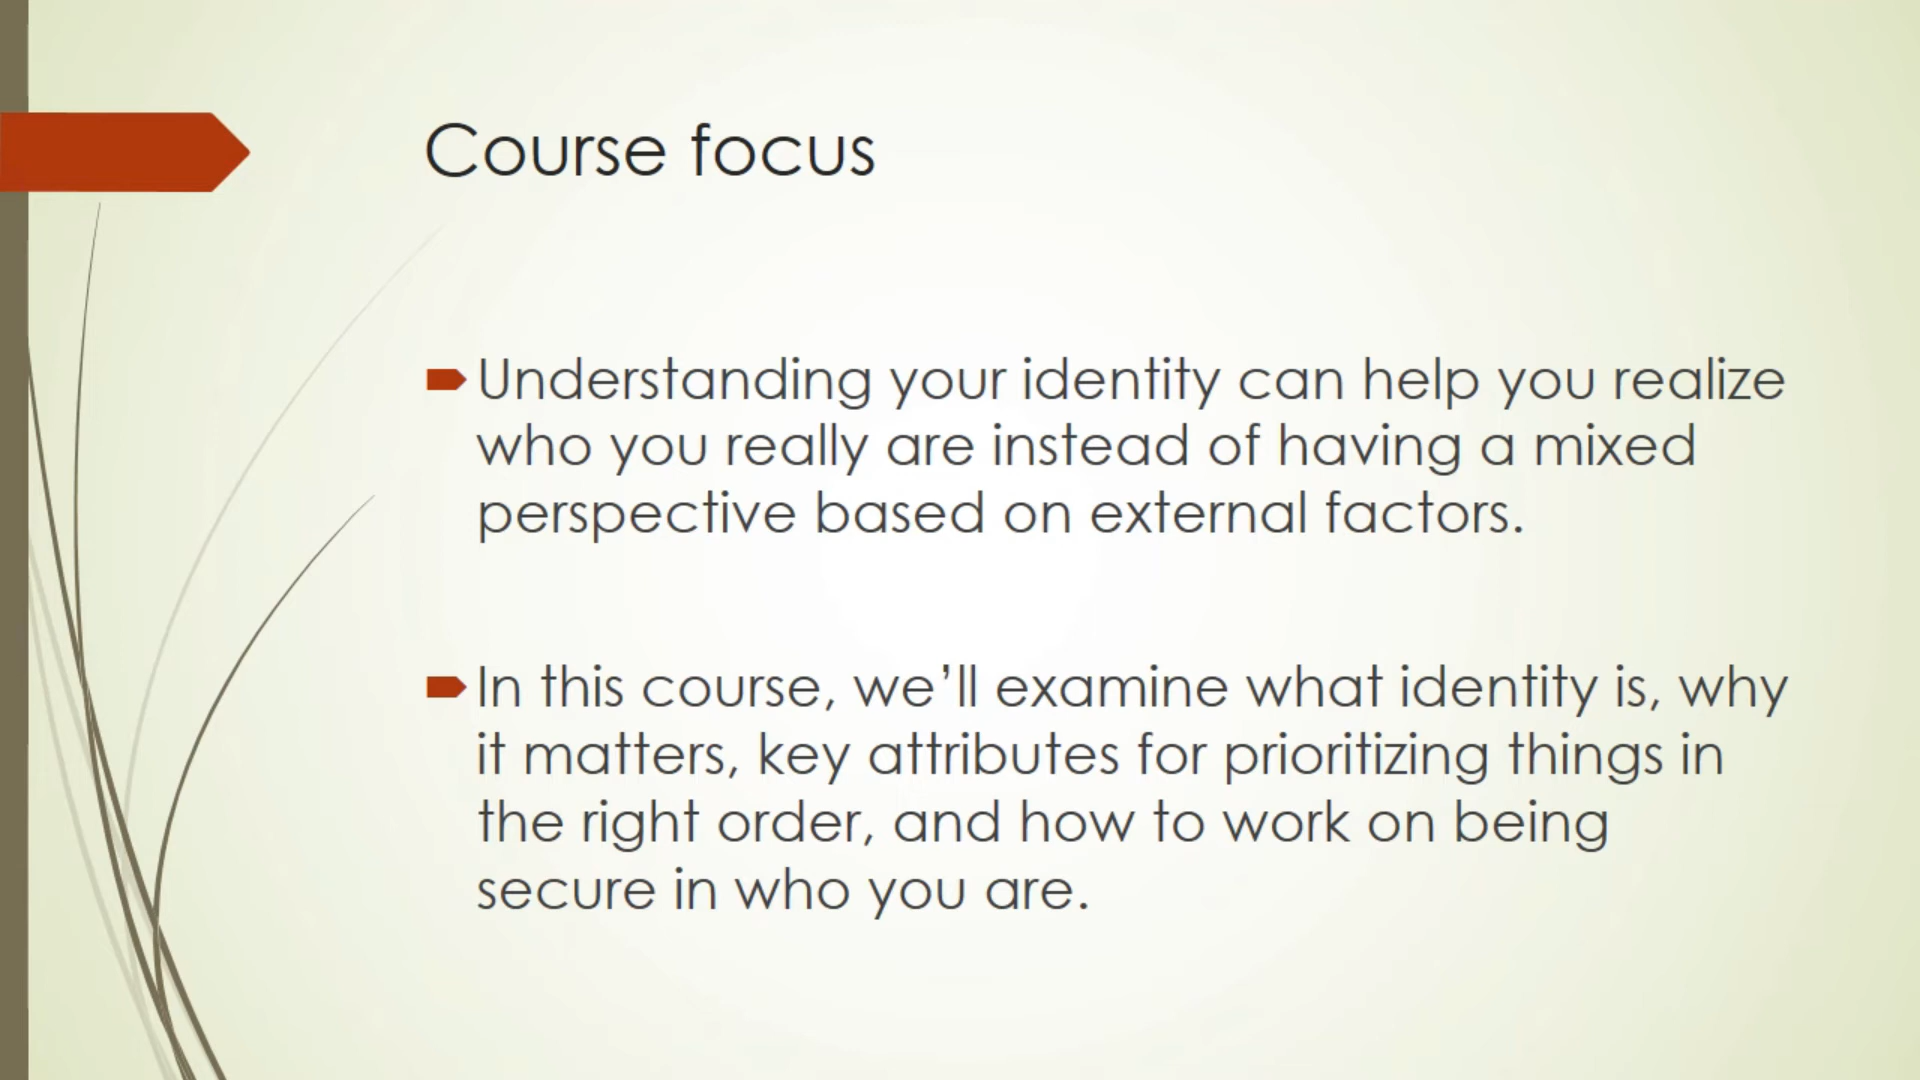 Course focus
Understanding your identity can help you realize
who you really are instead of having a mixed
perspective based on external factors.
In this course, we’ll examine what identity is, why
it matters, key attributes for prioritizing things in
the right order, and how to work on being
secure in who you are.